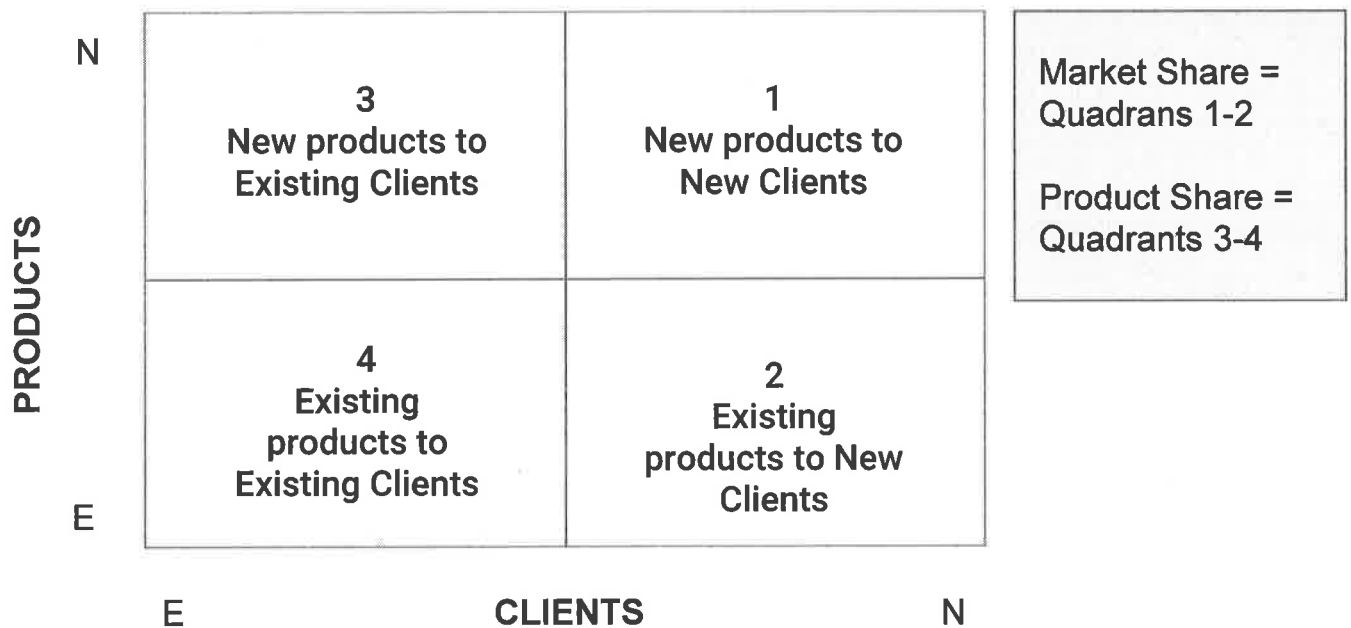 N
3
New products to
Existing Clients
1
New products to
New Clients
Market Share =
Quadrans 1-2
Product Share =
Quadrants 3-4
PRODUCTS
4
Existing
products to
Existing Clients
2
Existing
products to New
Clients
E
E
CLIENTS
N